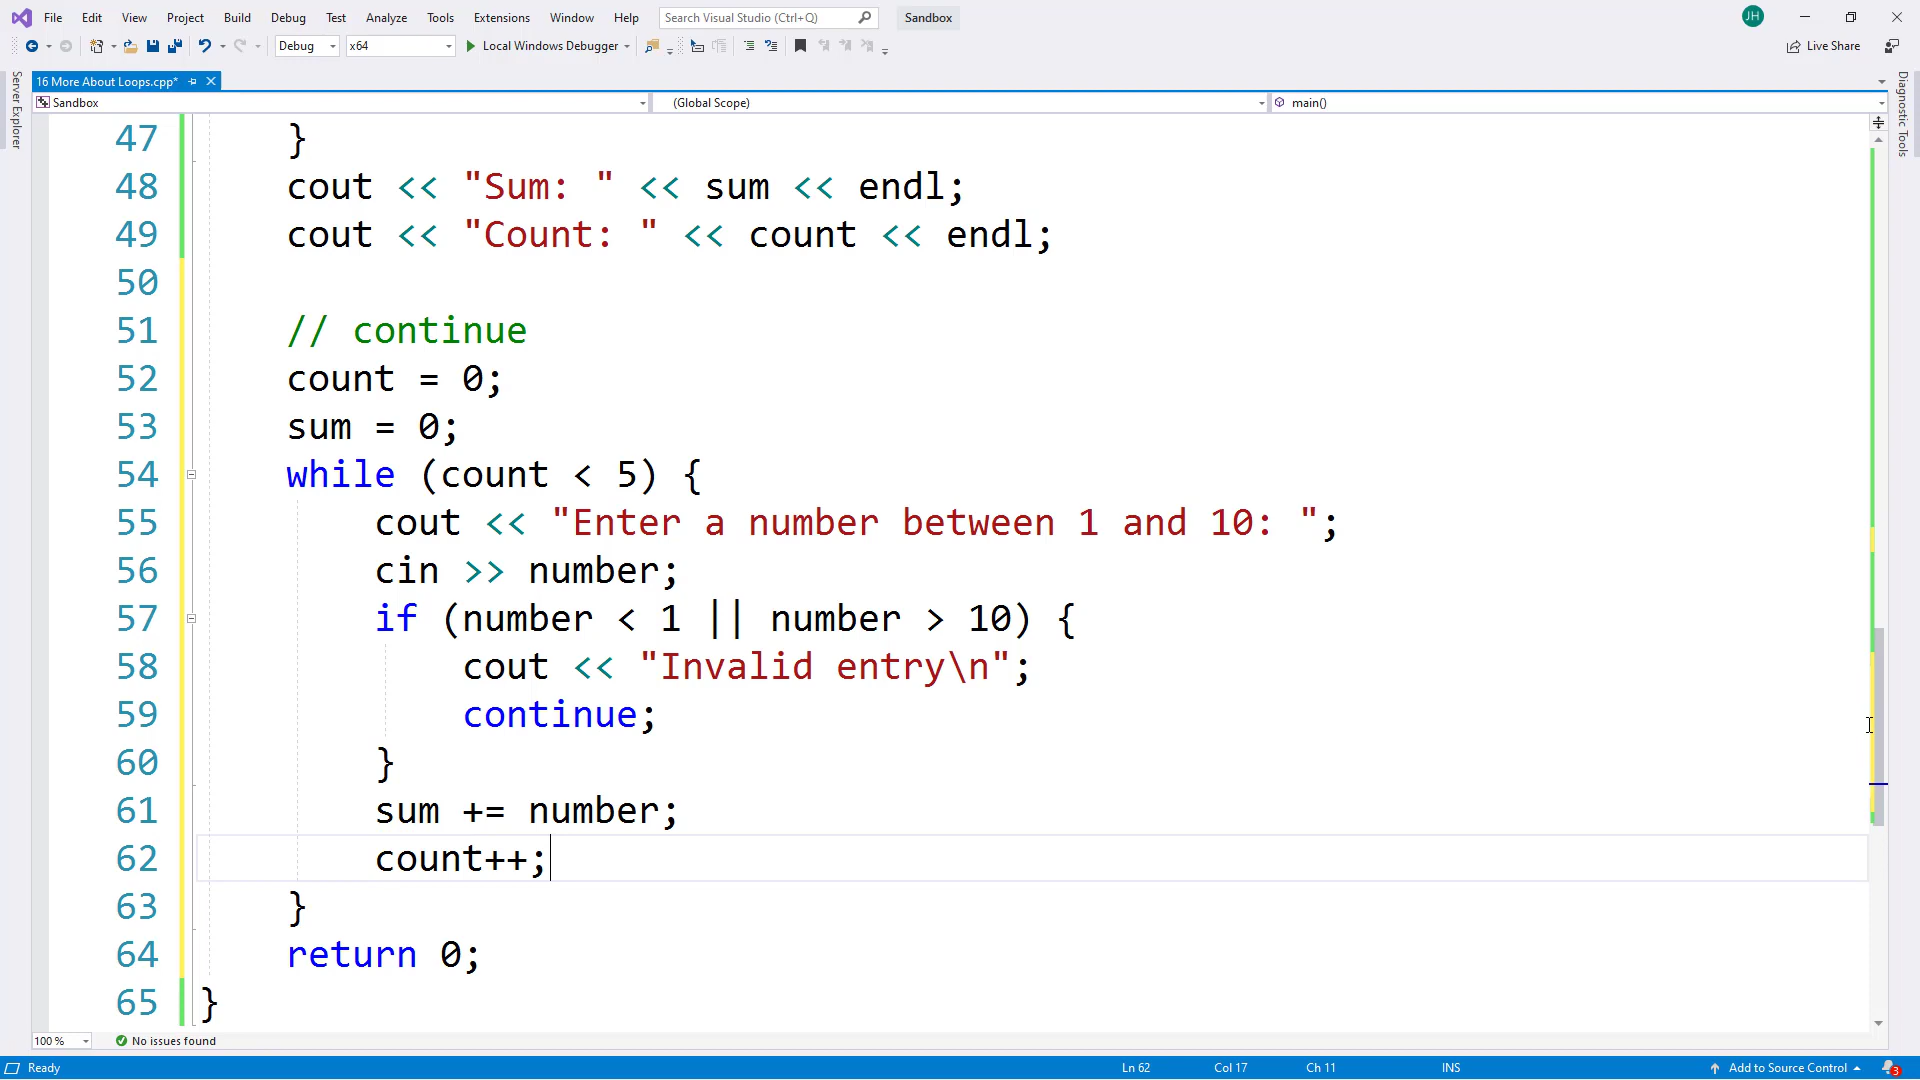 File Edit View Project Build Debug Test Analyze Tools Extensions Window Help Search Visual Studio (Ctrl+Q) Sandbox JH
Debug x64 Local Windows Debugger Live Share
16 More About Loops.cpp*
Sandbox (Global Scope) main()
Server Explorer
Diagnostic Tools
47 }
48 cout << "Sum: " << sum << endl;
49 cout << "Count: " << count << endl;
50
51 // continue
52 count = 0;
53 sum = 0;
54 while (count < 5) {
55 cout << "Enter a number between 1 and 10: ";
56 cin >> number;
57 if (number < 1 || number > 10) {
58 cout << "Invalid entry\n";
59 continue;
60 }
61 sum += number;
62 count++;
63 }
64 return 0;
65 }
100 % No issues found
Ready Ln 62 Col 17 Ch 11 INS Add to Source Control 3